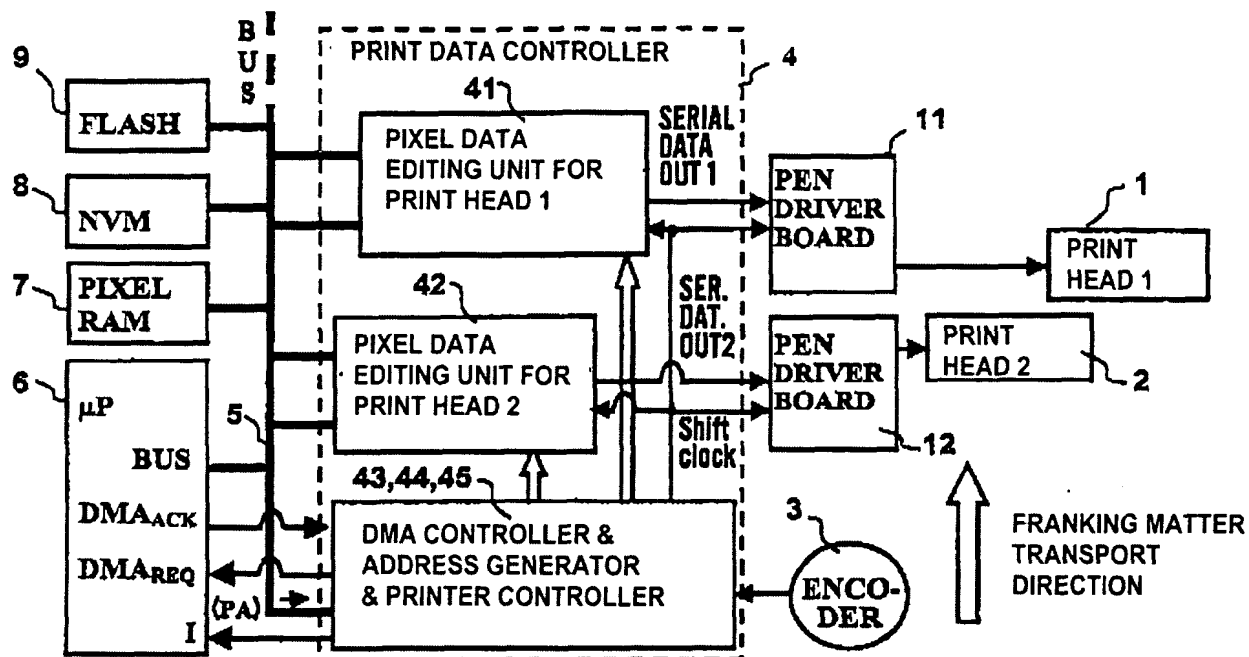 B
U
S
PRINT DATA CONTROLLER
4
9
FLASH
41
PIXEL DATA
EDITING UNIT FOR
PRINT HEAD 1
SERIAL
DATA
OUT 1
11
PEN
DRIVER
BOARD
1
PRINT
HEAD 1
8
NVM
7
PIXEL
RAM
42
PIXEL DATA
EDITING UNIT FOR
PRINT HEAD 2
SER.
DAT.
OUT2
Shift
clock
PEN
DRIVER
BOARD
12
PRINT
HEAD 2
2
6
μP
BUS
DMAACK
DMAREQ
(PA)
I
5
43,44,45
DMA CONTROLLER &
ADDRESS GENERATOR
& PRINTER CONTROLLER
3
ENCO-
DER
FRANKING MATTER
TRANSPORT
DIRECTION